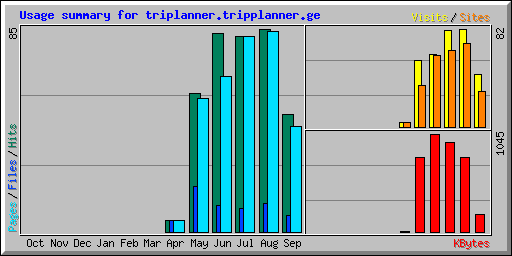 Usage summary for triplanner.tripplanner.ge
Visits/Sites
85
82
Pages/Files/Hits
1045
Oct Nov Dec Jan Feb Mar Apr May Jun Jul Aug Sep
KBytes